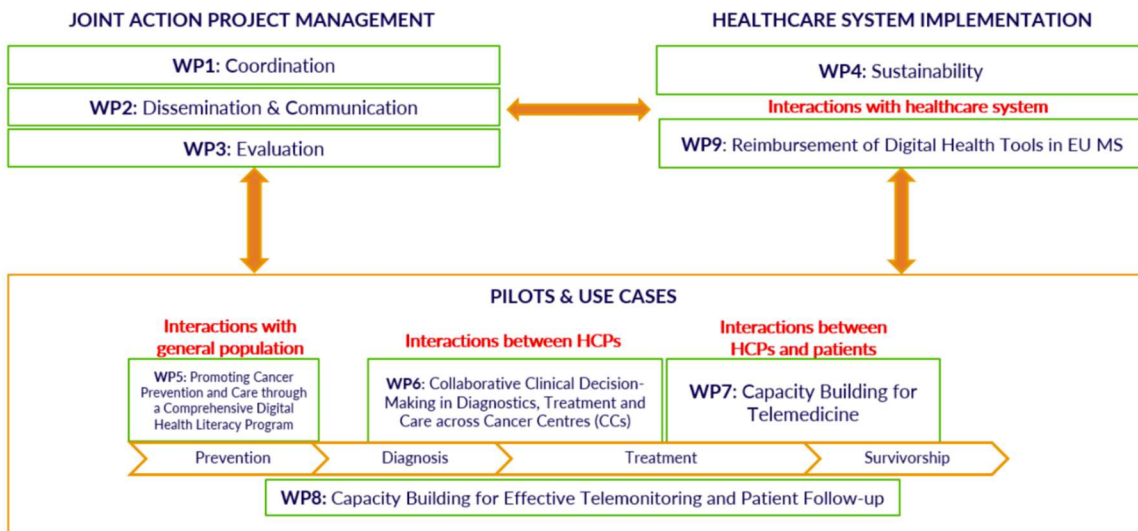 JOINT ACTION PROJECT MANAGEMENT
WP1: Coordination
WP2: Dissemination & Communication
WP3: Evaluation
HEALTHCARE SYSTEM IMPLEMENTATION
WP4: Sustainability
Interactions with healthcare system
WP9: Reimbursement of Digital Health Tools in EU MS
PILOTS & USE CASES
Interactions with
general population
WP5: Promoting Cancer
Prevention and Care through
a Comprehensive Digital
Health Literacy Program
Interactions between HCPs
WP6: Collaborative Clinical Decision-
Making in Diagnostics, Treatment and
Care across Cancer Centres (CCs)
Interactions between
HCPs and patients
WP7: Capacity Building for
Telemedicine
Prevention
Diagnosis
Treatment
Survivorship
WP8: Capacity Building for Effective Telemonitoring and Patient Follow-up